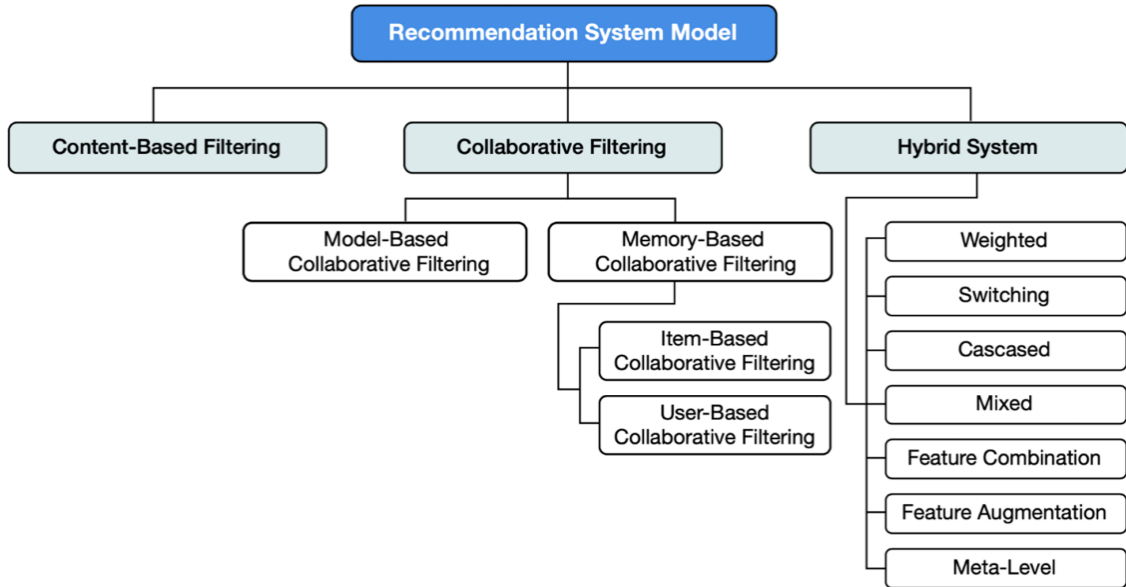 Recommendation System Model
Content-Based Filtering
Collaborative Filtering
Hybrid System
Model-Based
Collaborative Filtering
Memory-Based
Collaborative Filtering
Item-Based
Collaborative Filtering
User-Based
Collaborative Filtering
Weighted
Switching
Cascased
Mixed
Feature Combination
Feature Augmentation
Meta-Level